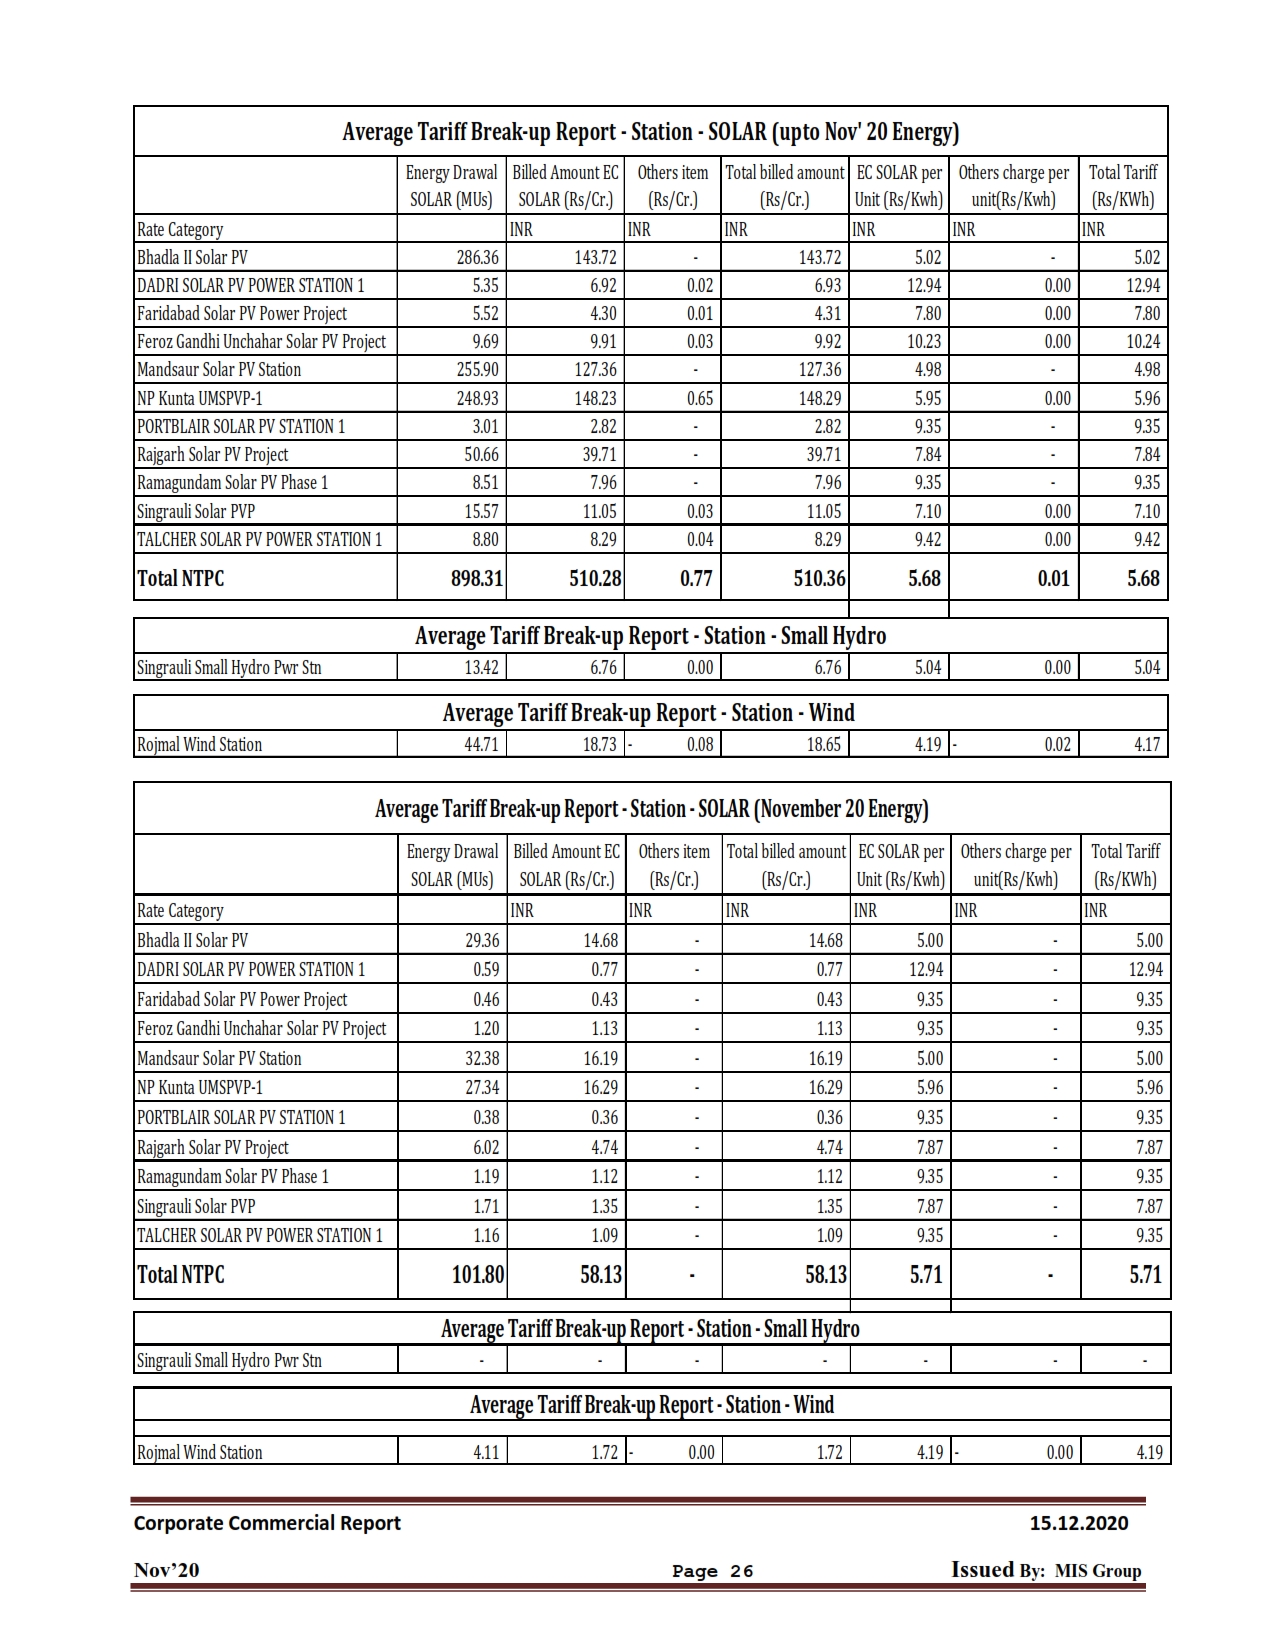 Average Tariff Break-up Report - Station - SOLAR (upto Nov' 20 Energy)
Energy Drawal SOLAR (MUs) Billed Amount EC SOLAR (Rs/Cr.) Others item (Rs/Cr.) Total billed amount (Rs/Cr.) EC SOLAR per Unit (Rs/Kwh) Others charge per unit(Rs/Kwh) Total Tariff (Rs/KWh)
Rate Category INR INR INR INR INR INR
Bhadla II Solar PV 286.36 143.72 - 143.72 5.02 - 5.02
DADRI SOLAR PV POWER STATION 1 5.35 6.92 0.02 6.93 12.94 0.00 12.94
Faridabad Solar PV Power Project 5.52 4.30 0.01 4.31 7.80 0.00 7.80
Feroz Gandhi Unchahar Solar PV Project 9.69 9.91 0.03 9.92 10.23 0.00 10.24
Mandsaur Solar PV Station 255.90 127.36 - 127.36 4.98 - 4.98
NP Kunta UMSPVP-1 248.93 148.23 0.65 148.29 5.95 0.00 5.96
PORTBLAIR SOLAR PV STATION 1 3.01 2.82 - 2.82 9.35 - 9.35
Rajgarh Solar PV Project 50.66 39.71 - 39.71 7.84 - 7.84
Ramagundam Solar PV Phase 1 8.51 7.96 - 7.96 9.35 - 9.35
Singrauli Solar PVP 15.57 11.05 0.03 11.05 7.10 0.00 7.10
TALCHER SOLAR PV POWER STATION 1 8.80 8.29 0.04 8.29 9.42 0.00 9.42
Total NTPC 898.31 510.28 0.77 510.36 5.68 0.01 5.68
Average Tariff Break-up Report - Station - Small Hydro
Singrauli Small Hydro Pwr Stn 13.42 6.76 0.00 6.76 5.04 0.00 5.04
Average Tariff Break-up Report - Station - Wind
Rojmal Wind Station 44.71 18.73 - 0.08 18.65 4.19 - 0.02 4.17
Average Tariff Break-up Report - Station - SOLAR (November 20 Energy)
Energy Drawal SOLAR (MUs) Billed Amount EC SOLAR (Rs/Cr.) Others item (Rs/Cr.) Total billed amount (Rs/Cr.) EC SOLAR per Unit (Rs/Kwh) Others charge per unit(Rs/Kwh) Total Tariff (Rs/KWh)
Rate Category INR INR INR INR INR INR
Bhadla II Solar PV 29.36 14.68 - 14.68 5.00 - 5.00
DADRI SOLAR PV POWER STATION 1 0.59 0.77 - 0.77 12.94 - 12.94
Faridabad Solar PV Power Project 0.46 0.43 - 0.43 9.35 - 9.35
Feroz Gandhi Unchahar Solar PV Project 1.20 1.13 - 1.13 9.35 - 9.35
Mandsaur Solar PV Station 32.38 16.19 - 16.19 5.00 - 5.00
NP Kunta UMSPVP-1 27.34 16.29 - 16.29 5.96 - 5.96
PORTBLAIR SOLAR PV STATION 1 0.38 0.36 - 0.36 9.35 - 9.35
Rajgarh Solar PV Project 6.02 4.74 - 4.74 7.87 - 7.87
Ramagundam Solar PV Phase 1 1.19 1.12 - 1.12 9.35 - 9.35
Singrauli Solar PVP 1.71 1.35 - 1.35 7.87 - 7.87
TALCHER SOLAR PV POWER STATION 1 1.16 1.09 - 1.09 9.35 - 9.35
Total NTPC 101.80 58.13 - 58.13 5.71 - 5.71
Average Tariff Break-up Report - Station - Small Hydro
Singrauli Small Hydro Pwr Stn - - - - - - -
Average Tariff Break-up Report - Station - Wind
Rojmal Wind Station 4.11 1.72 - 0.00 1.72 4.19 - 0.00 4.19
Corporate Commercial Report 15.12.2020
Nov’20 Page 26 Issued By: MIS Group